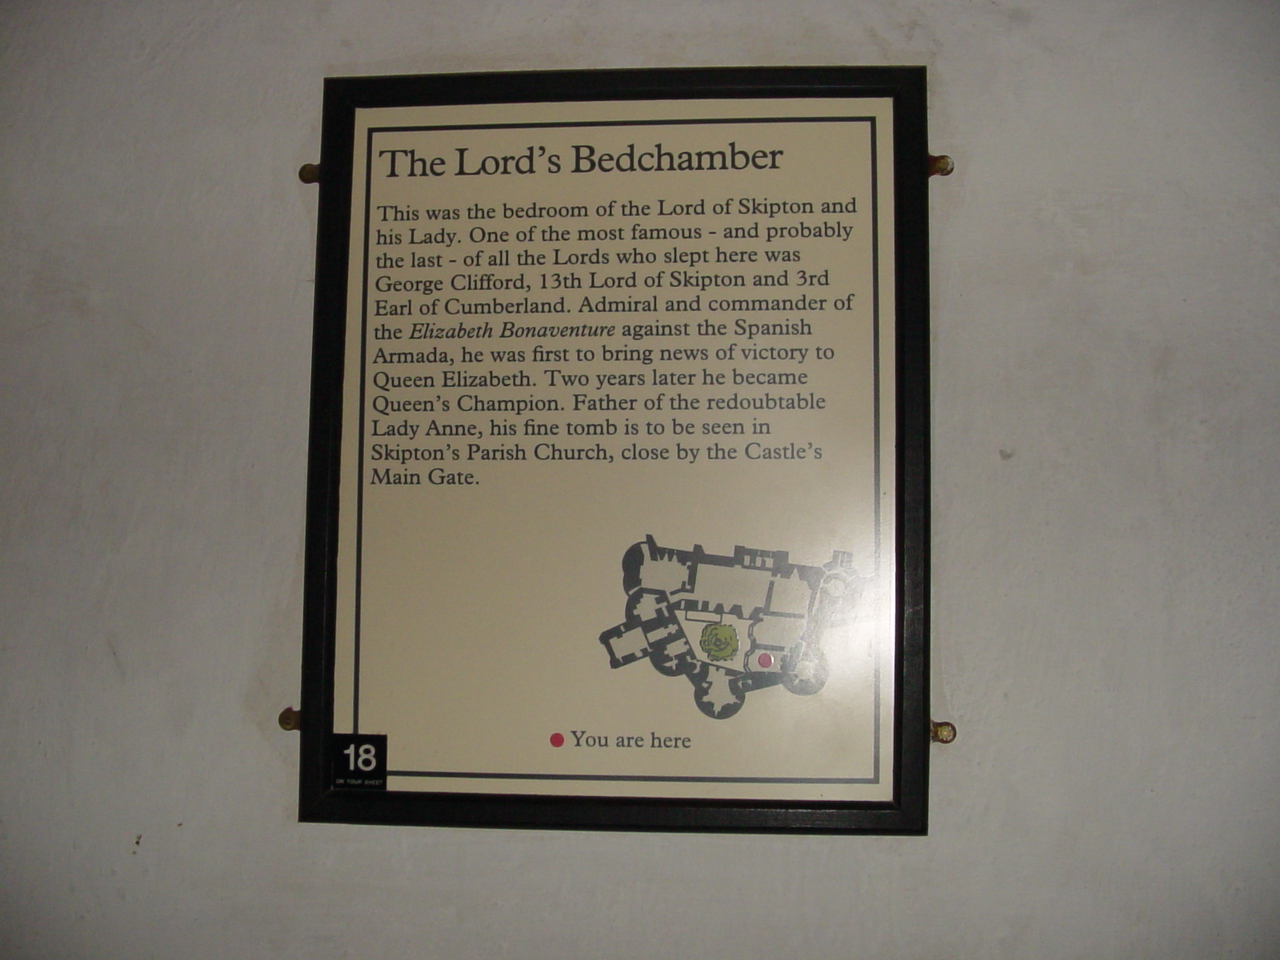 The Lord's Bedchamber
This was the bedroom of the Lord of Skipton and
his Lady. One of the most famous - and probably
the last - of all the Lords who slept here was
George Clifford, 13th Lord of Skipton and 3rd
Earl of Cumberland. Admiral and commander of
the Elizabeth Bonaventure against the Spanish
Armada, he was first to bring news of victory to
Queen Elizabeth. Two years later he became
Queen's Champion. Father of the redoubtable
Lady Anne, his fine tomb is to be seen in
Skipton's Parish Church, close by the Castle's
Main Gate.
You are here
18
ON YOUR SHEET